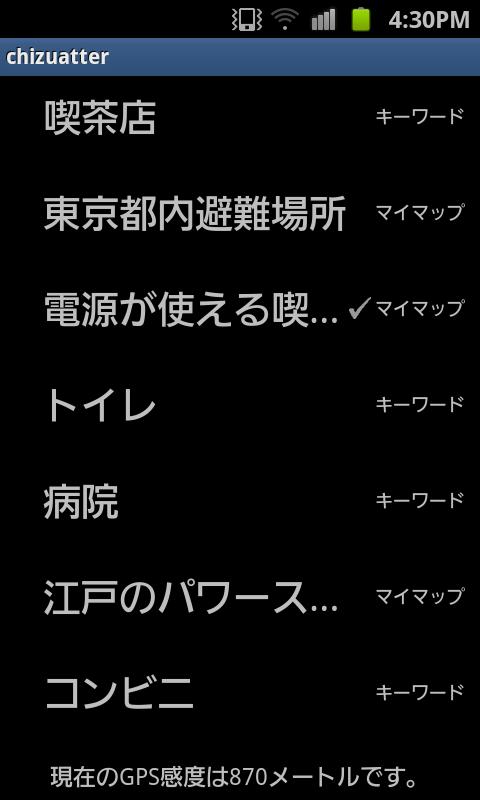 4:30PM
chizuatter
喫茶店 キーワード
東京都内避難場所 マイマップ
電源が使える喫... ✓ マイマップ
トイレ キーワード
病院 キーワード
江戸のパワース... マイマップ
コンビニ キーワード
現在のGPS感度は870メートルです。